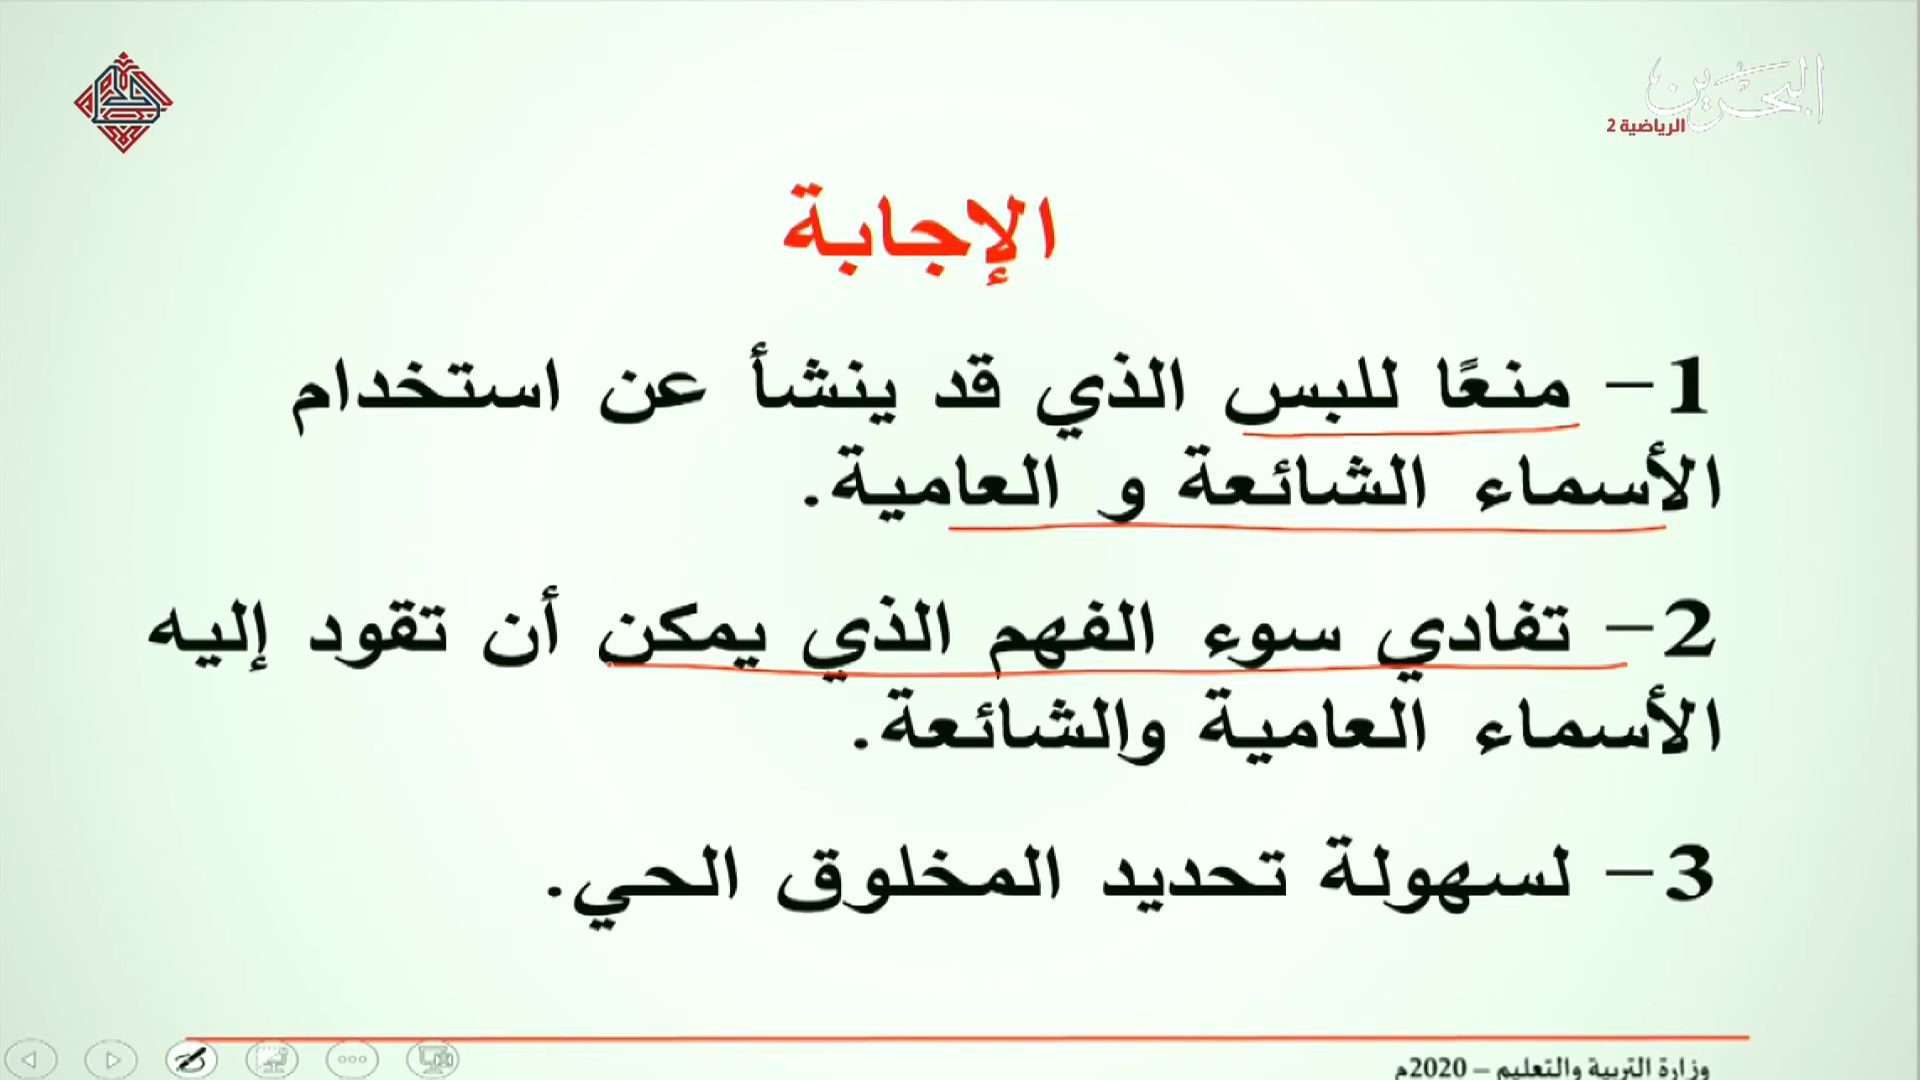 البحرين
الرياضية 2
الإجابة
1- منعًا للبس الذي قد ينشأ عن استخدام
الأسماء الشائعة و العامية.
2- تفادي سوء الفهم الذي يمكن أن تقود إليه
الأسماء العامية والشائعة.
3- لسهولة تحديد المخلوق الحي.
وزارة التربية والتعليم – 2020م